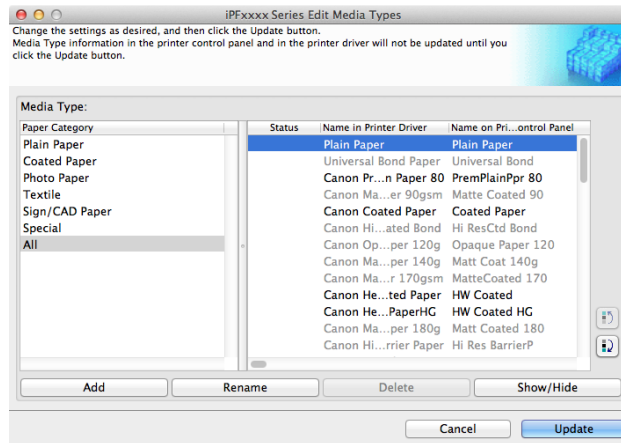 iPFxxxx Series Edit Media Types
Change the settings as desired, and then click the Update button.
Media Type information in the printer control panel and in the printer driver will not be updated until you
click the Update button.
Media Type:
Paper Category
Plain Paper
Coated Paper
Photo Paper
Textile
Sign/CAD Paper
Special
All
Status Name in Printer Driver Name on Pri...ontrol Panel
Plain Paper Plain Paper
Universal Bond Paper Universal Bond
Canon Pr...n Paper 80 PremPlainPpr 80
Canon Ma...er 90gsm Matte Coated 90
Canon Coated Paper Coated Paper
Canon Hi...ated Bond Hi ResCtd Bond
Canon Op...per 120g Opaque Paper 120
Canon Ma...per 140g Matt Coat 140g
Canon Ma...r 170gsm MatteCoated 170
Canon He...ted Paper HW Coated
Canon He...PaperHG HW Coated HG
Canon Ma...per 180g Matt Coated 180
Canon Hi...rrier Paper Hi Res BarrierP
Add Rename Delete Show/Hide
Cancel Update